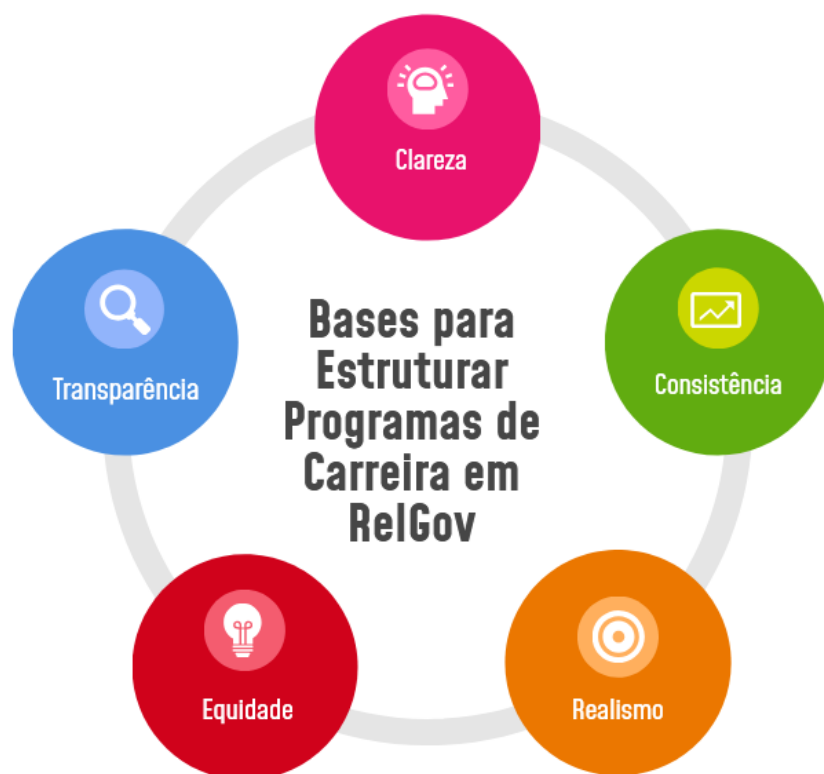 Clareza
Consistência
Realismo
Equidade
Transparência
Bases para
Estruturar
Programas de
Carreira em
RelGov